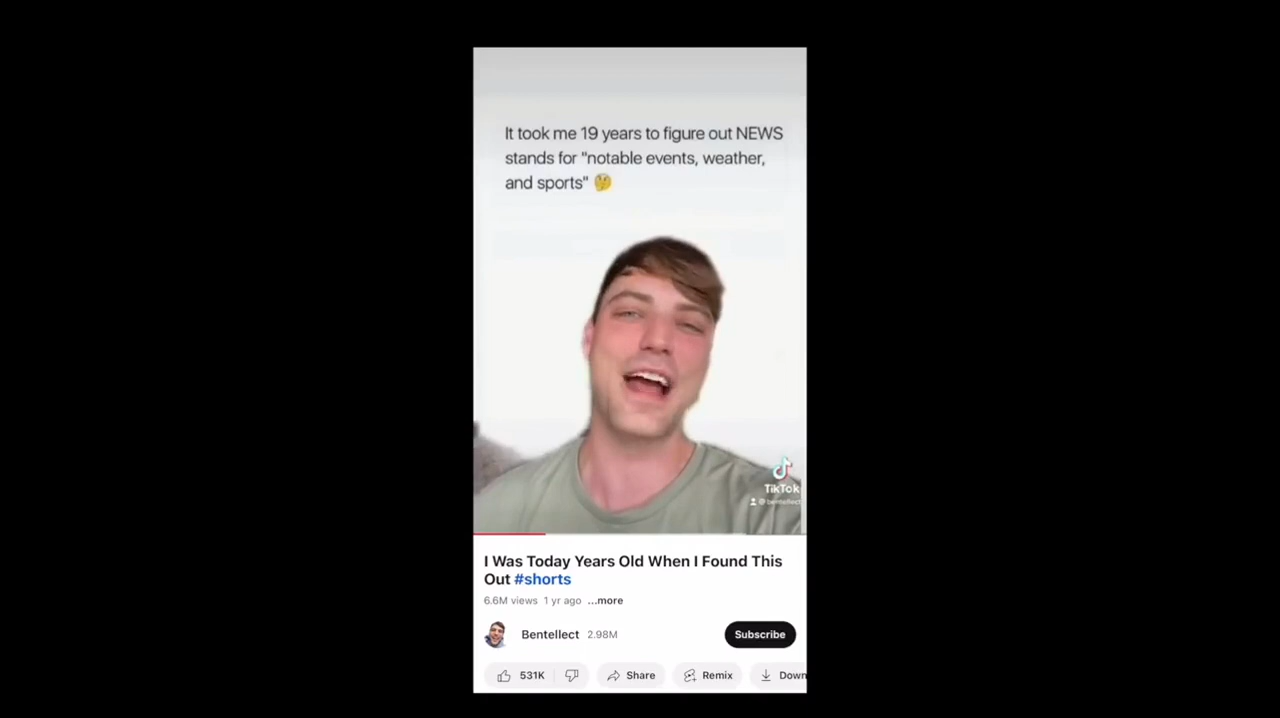 It took me 19 years to figure out NEWS
stands for "notable events, weather,
and sports" 🤔
TikTok
@bentellect
I Was Today Years Old When I Found This
Out #shorts
6.6M views 1 yr ago ...more
Bentellect 2.98M Subscribe
531K Share Remix Down